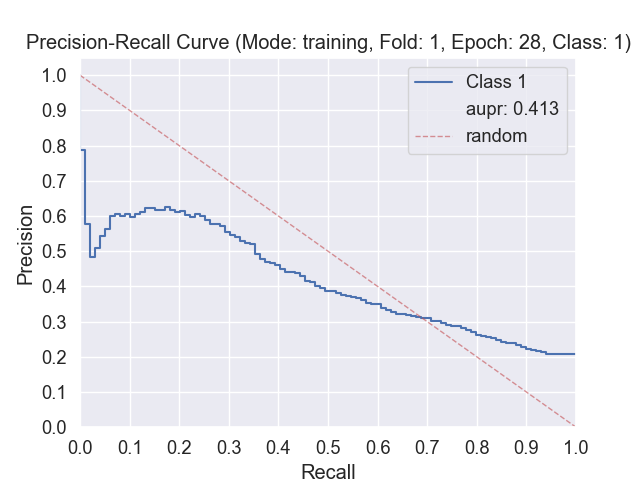 Precision-Recall Curve (Mode: training, Fold: 1, Epoch: 28, Class: 1)
Class 1
aupr: 0.413
random
1.0
0.9
0.8
0.7
0.6
0.5
0.4
0.3
0.2
0.1
0.0
Precision
0.0 0.1 0.2 0.3 0.4 0.5 0.6 0.7 0.8 0.9 1.0
Recall